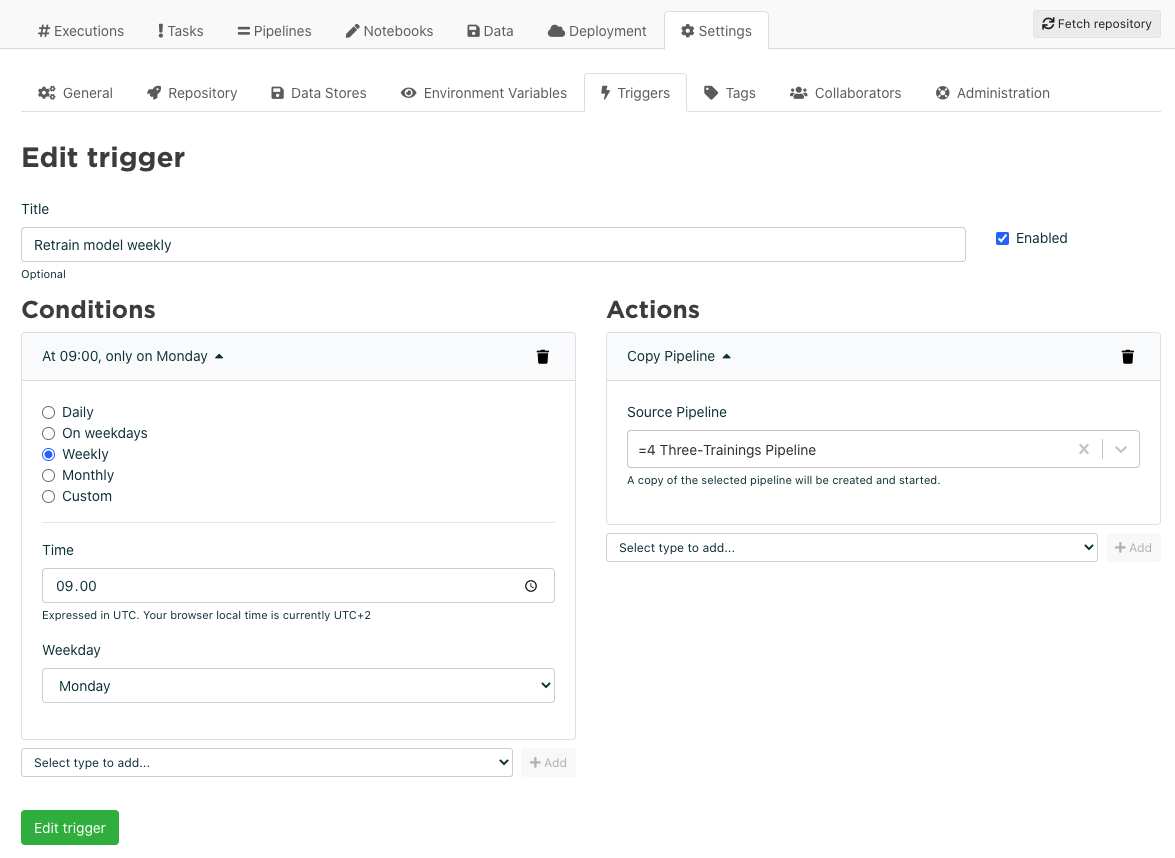 Executions Tasks Pipelines Notebooks Data Deployment Settings Fetch repository
General Repository Data Stores Environment Variables Triggers Tags Collaborators Administration
Edit trigger
Title
Retrain model weekly
Enabled
Optional
Conditions
At 09:00, only on Monday
Daily
On weekdays
Weekly
Monthly
Custom
Time
09.00
Expressed in UTC. Your browser local time is currently UTC+2
Weekday
Monday
Select type to add...
Add
Actions
Copy Pipeline
Source Pipeline
=4 Three-Trainings Pipeline
A copy of the selected pipeline will be created and started.
Select type to add...
Add
Edit trigger